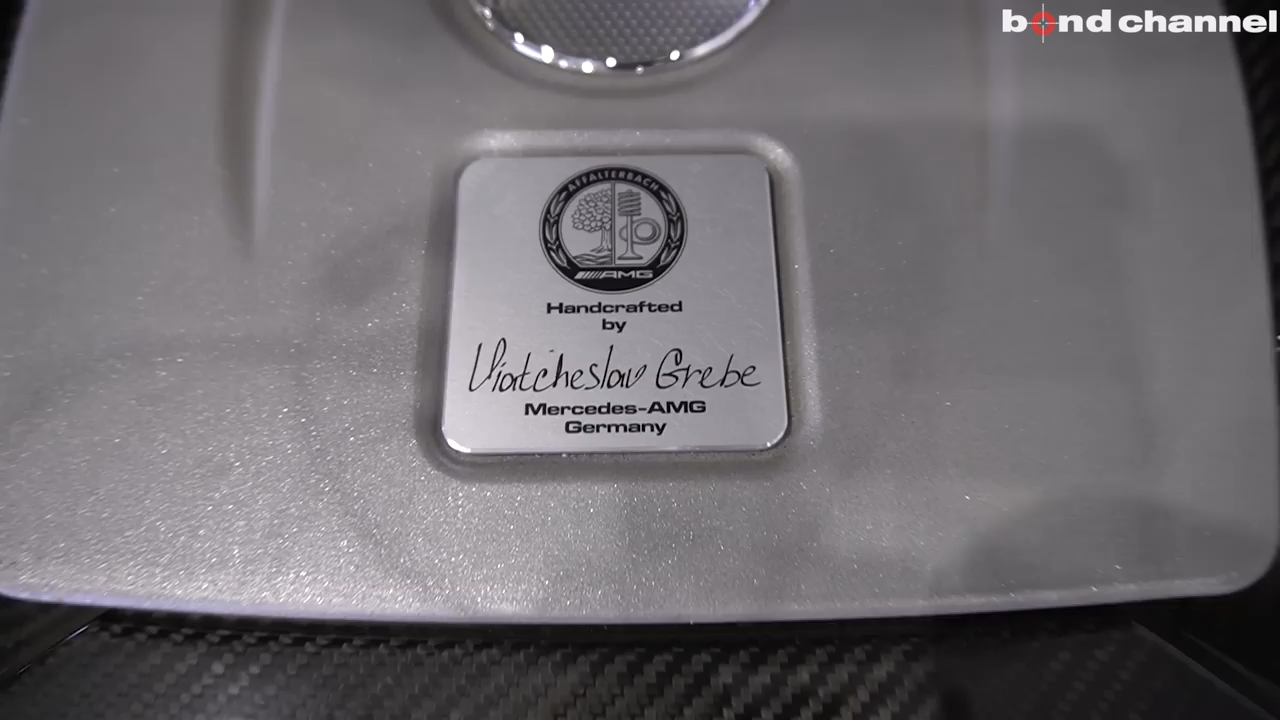 bond channel
AFFALTERBACH
AMG
Handcrafted
by
Viatcheslav Grebe
Mercedes-AMG
Germany